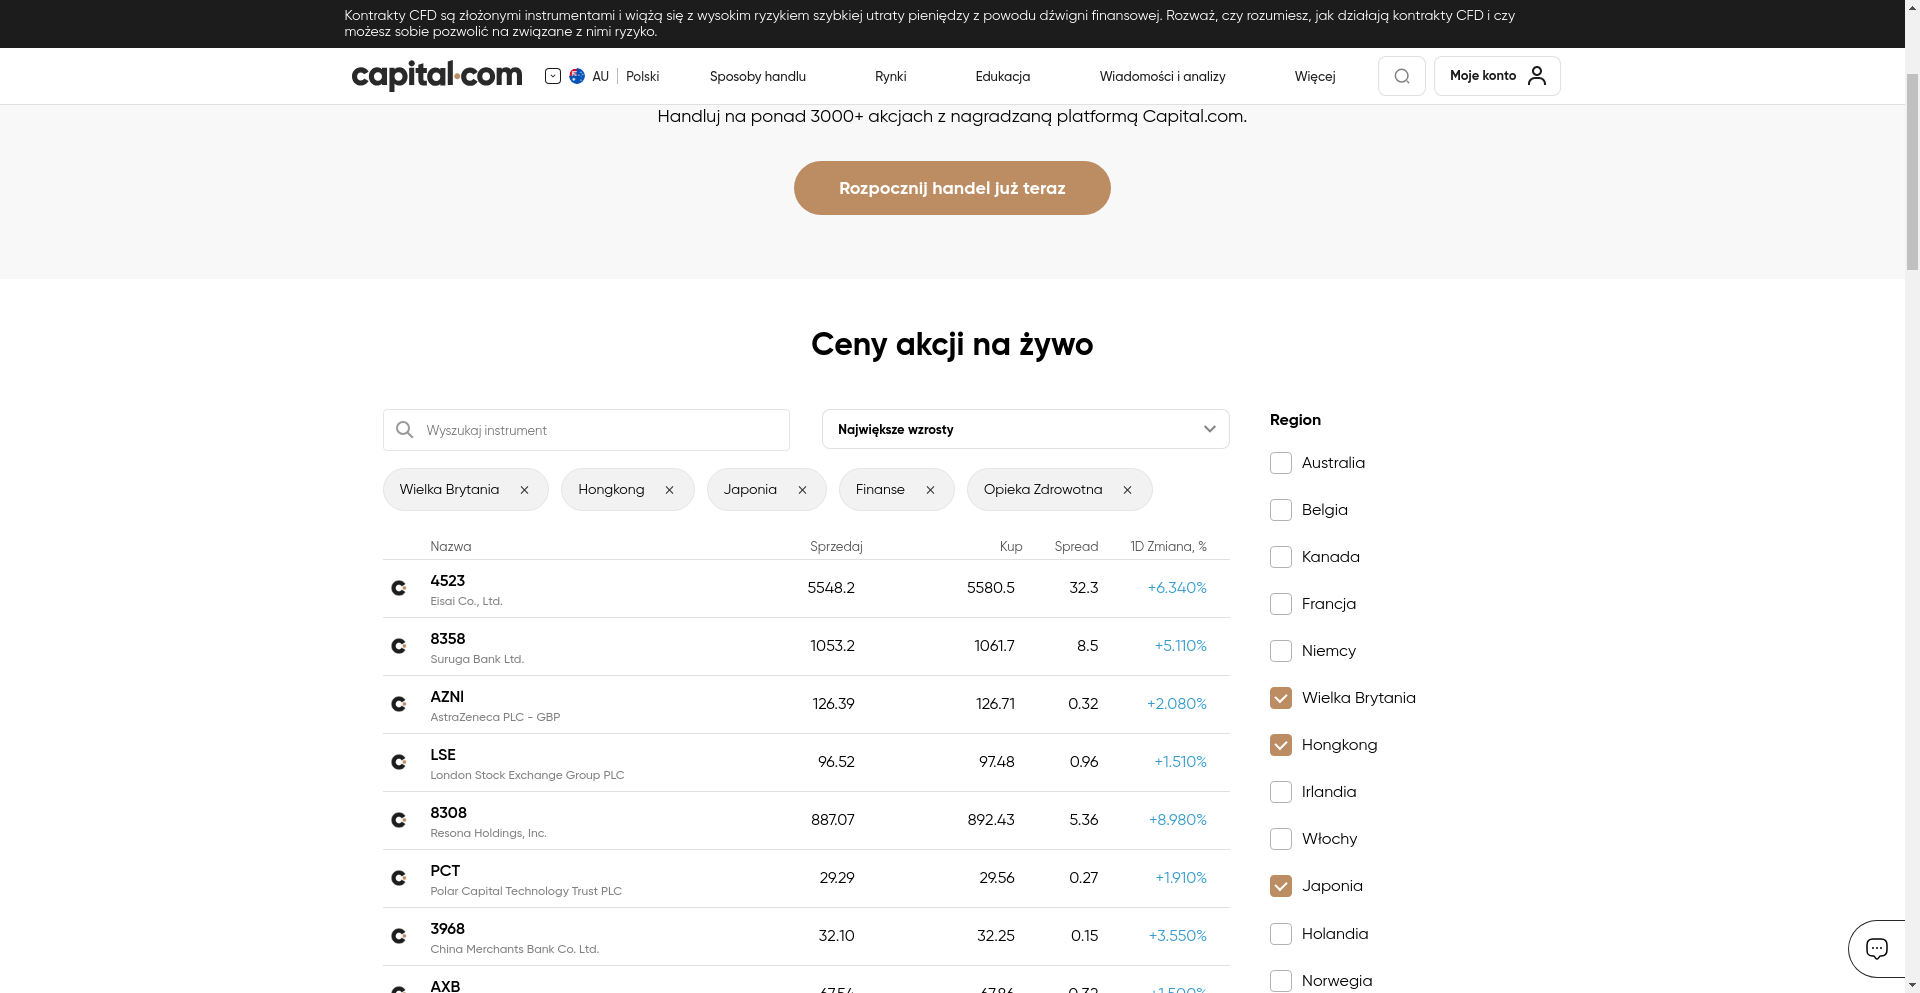 Kontrakty CFD są złożonymi instrumentami i wiążą się z wysokim ryzykiem szybkiej utraty pieniędzy z powodu dźwigni finansowej. Rozważ, czy rozumiesz, jak działają kontrakty CFD i czy
możesz sobie pozwolić na związane z nimi ryzyko.
capital.com
AU Polski
Sposoby handlu
Rynki
Edukacja
Wiadomości i analizy
Więcej
Moje konto
Handluj na ponad 3000+ akcjach z nagradzaną platformą Capital.com.
Rozpocznij handel już teraz
Ceny akcji na żywo
Wyszukaj instrument
Największe wzrosty
Wielka Brytania ×
Hongkong ×
Japonia ×
Finanse ×
Opieka Zdrowotna ×
Nazwa Sprzedaj Kup Spread 1D Zmiana, %
4523 5548.2 5580.5 32.3 +6.340%
Eisai Co., Ltd.
8358 1053.2 1061.7 8.5 +5.110%
Suruga Bank Ltd.
AZNl 126.39 126.71 0.32 +2.080%
AstraZeneca PLC - GBP
LSE 96.52 97.48 0.96 +1.510%
London Stock Exchange Group PLC
8308 887.07 892.43 5.36 +8.980%
Resona Holdings, Inc.
PCT 29.29 29.56 0.27 +1.910%
Polar Capital Technology Trust PLC
3968 32.10 32.25 0.15 +3.550%
China Merchants Bank Co. Ltd.
AXB 67.54 67.86 0.32 +1.500%
Region
Australia
Belgia
Kanada
Francja
Niemcy
Wielka Brytania
Hongkong
Irlandia
Włochy
Japonia
Holandia
Norwegia